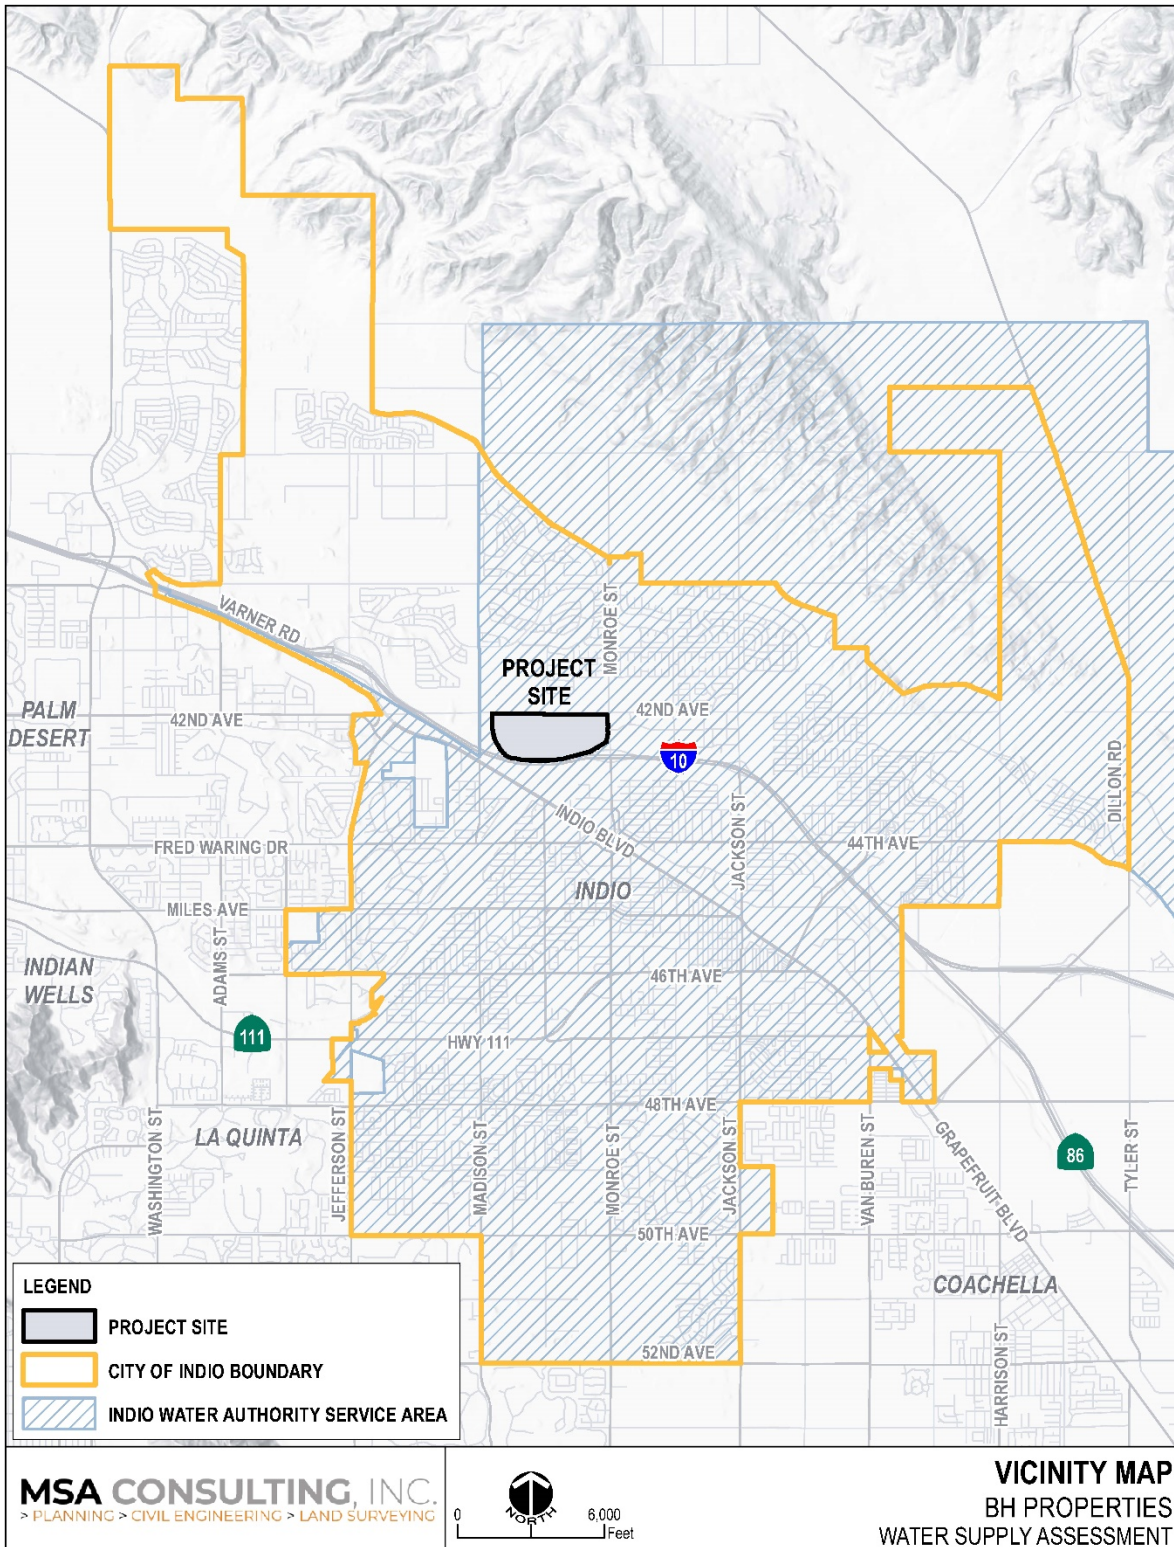 VARNER RD
MONROE ST
PROJECT
SITE
PALM
DESERT
42ND AVE
42ND AVE
10
DILLON RD
INDIO BLVD
JACKSON ST
FRED WARING DR
44TH AVE
INDIO
MILES AVE
ADAMS ST
INDIAN
WELLS
46TH AVE
111
HWY 111
48TH AVE
WASHINGTON ST
LA QUINTA
JEFFERSON ST
MADISON ST
MONROE ST
JACKSON ST
VAN BUREN ST
GRAPEFRUIT BLVD
86
TYLER ST
50TH AVE
COACHELLA
HARRISON ST
52ND AVE
LEGEND
PROJECT SITE
CITY OF INDIO BOUNDARY
INDIO WATER AUTHORITY SERVICE AREA
MSA CONSULTING, INC.
> PLANNING > CIVIL ENGINEERING > LAND SURVEYING
NORTH
0 6,000
Feet
VICINITY MAP
BH PROPERTIES
WATER SUPPLY ASSESSMENT